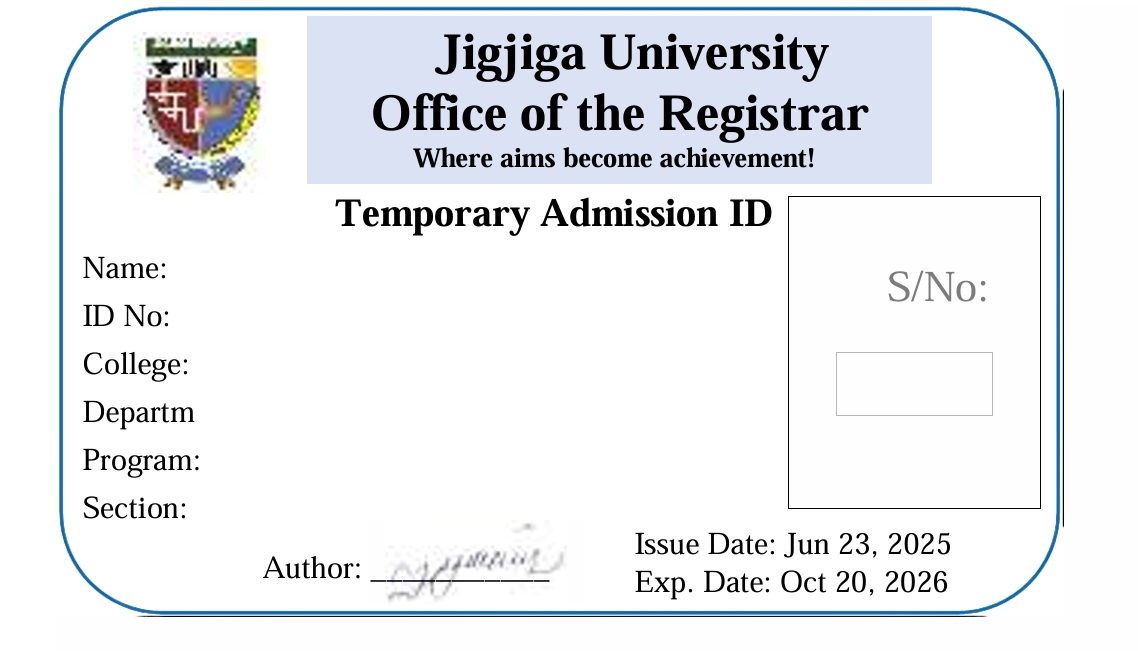 Jigjiga University
Office of the Registrar
Where aims become achievement!
Temporary Admission ID
S/No:
Name:
ID No:
College:
Departm
Program:
Section:
Author: ____________
Issue Date: Jun 23, 2025
Exp. Date: Oct 20, 2026